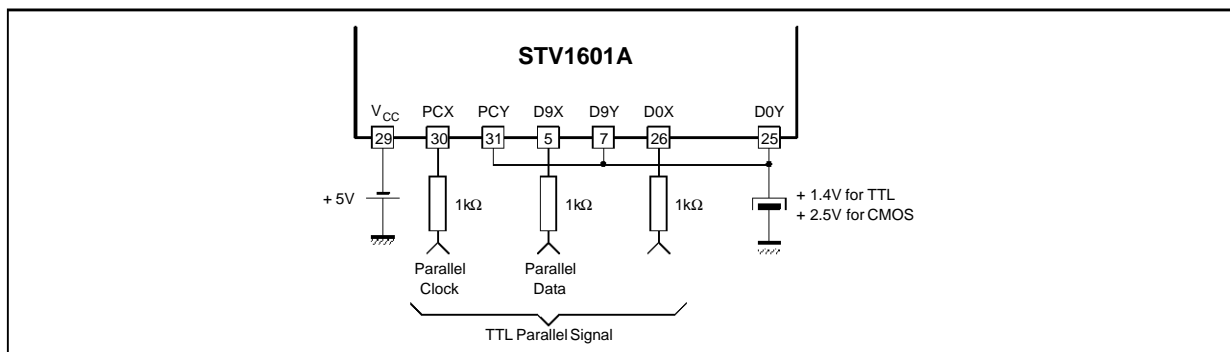 STV1601A
V CC PCX PCY D9X D9Y D0X D0Y
29 30 31 5 7 26 25
+ 5V 1kΩ 1kΩ 1kΩ + 1.4V for TTL
+ 2.5V for CMOS
Parallel Parallel
Clock Data
TTL Parallel Signal